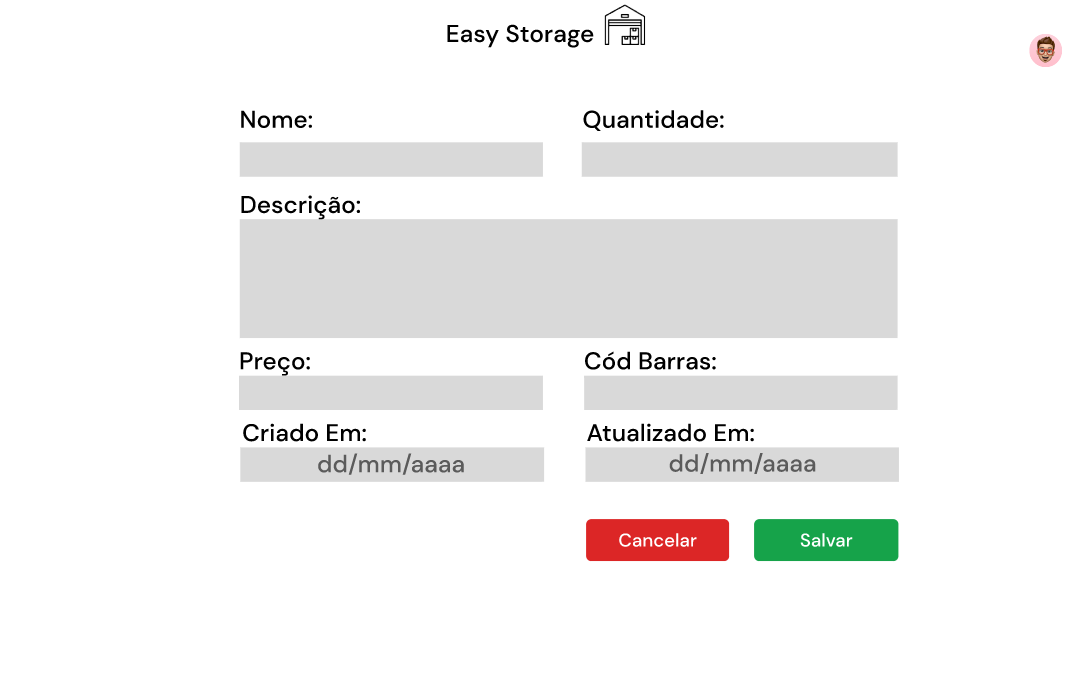 Easy Storage
Nome:
Quantidade:
Descrição:
Preço:
Cód Barras:
Criado Em:
Atualizado Em:
dd/mm/aaaa
dd/mm/aaaa
Cancelar
Salvar